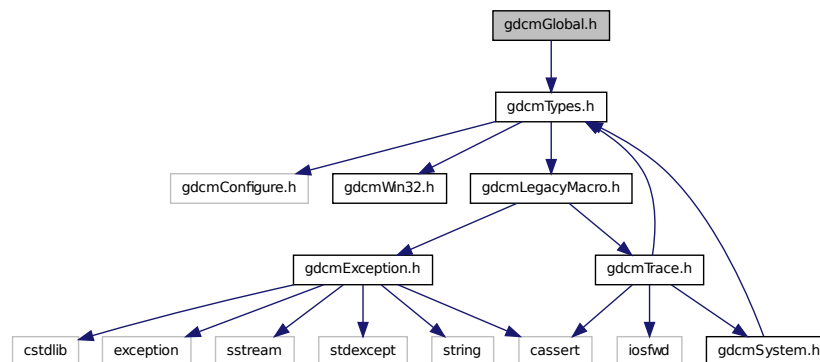 gdcmGlobal.h
gdcmTypes.h
gdcmConfigure.h
gdcmWin32.h
gdcmLegacyMacro.h
gdcmException.h
gdcmTrace.h
cstdlib
exception
sstream
stdexcept
string
cassert
iosfwd
gdcmSystem.h